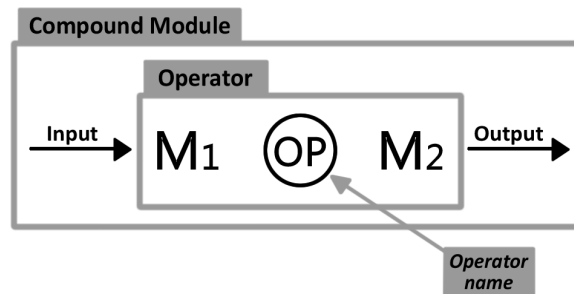 Compound Module
Operator
Input
M1
OP
M2
Output
Operator
name